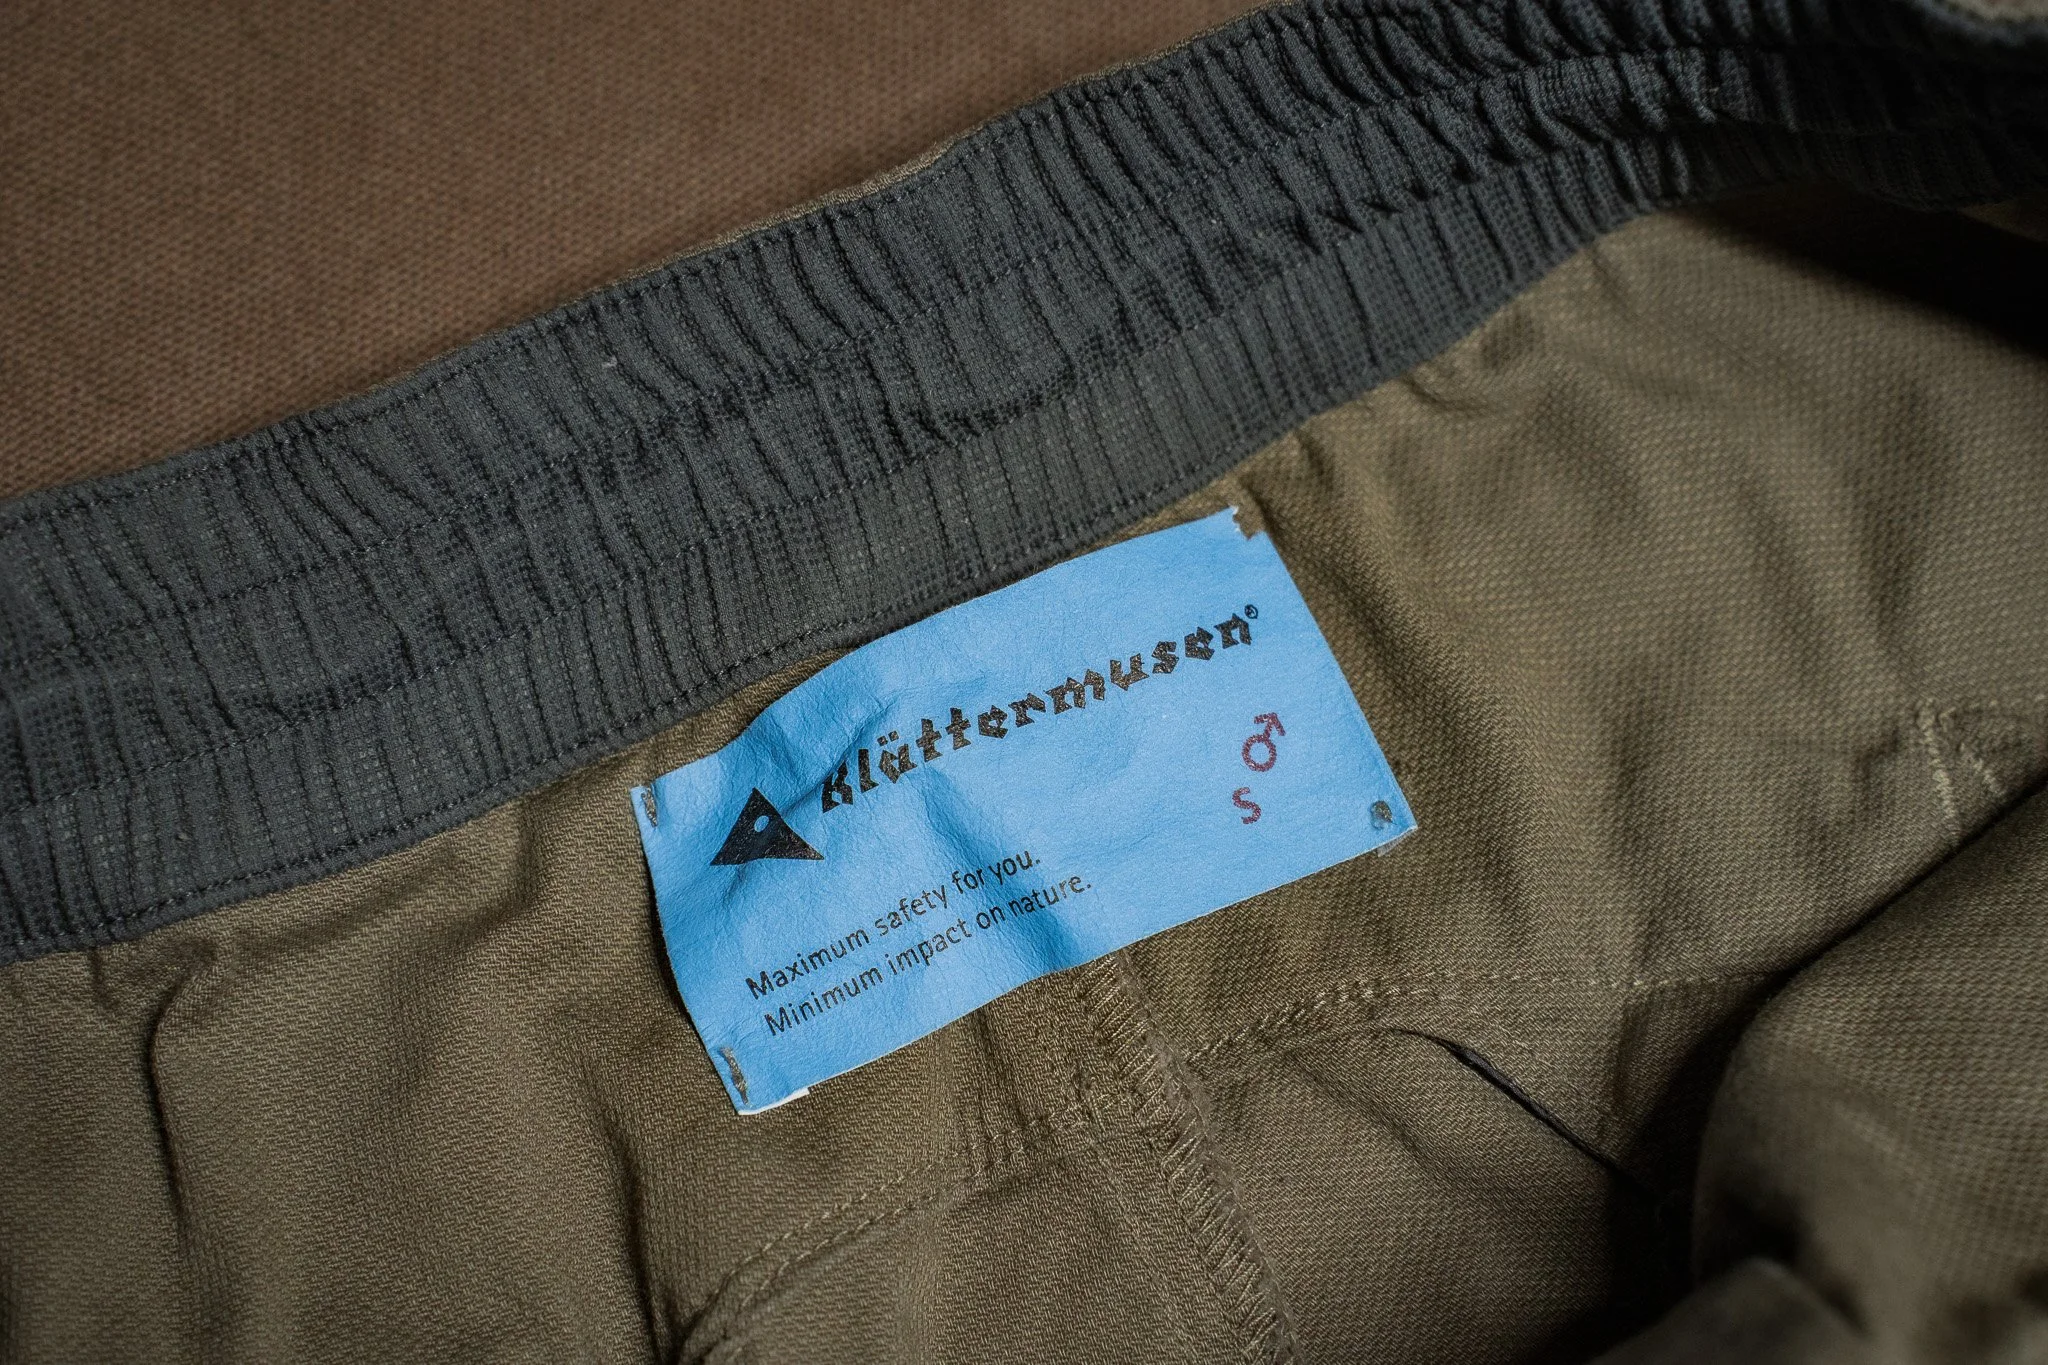 Klättermusen®
♂
S
Maximum safety for you.
Minimum impact on nature.